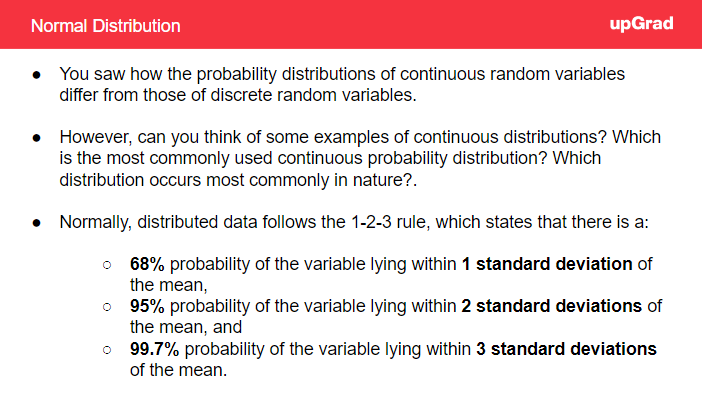 Normal Distribution
upGrad
● You saw how the probability distributions of continuous random variables
differ from those of discrete random variables.
● However, can you think of some examples of continuous distributions? Which
is the most commonly used continuous probability distribution? Which
distribution occurs most commonly in nature?.
● Normally, distributed data follows the 1-2-3 rule, which states that there is a:
○ 68% probability of the variable lying within 1 standard deviation of
the mean,
○ 95% probability of the variable lying within 2 standard deviations of
the mean, and
○ 99.7% probability of the variable lying within 3 standard deviations
of the mean.